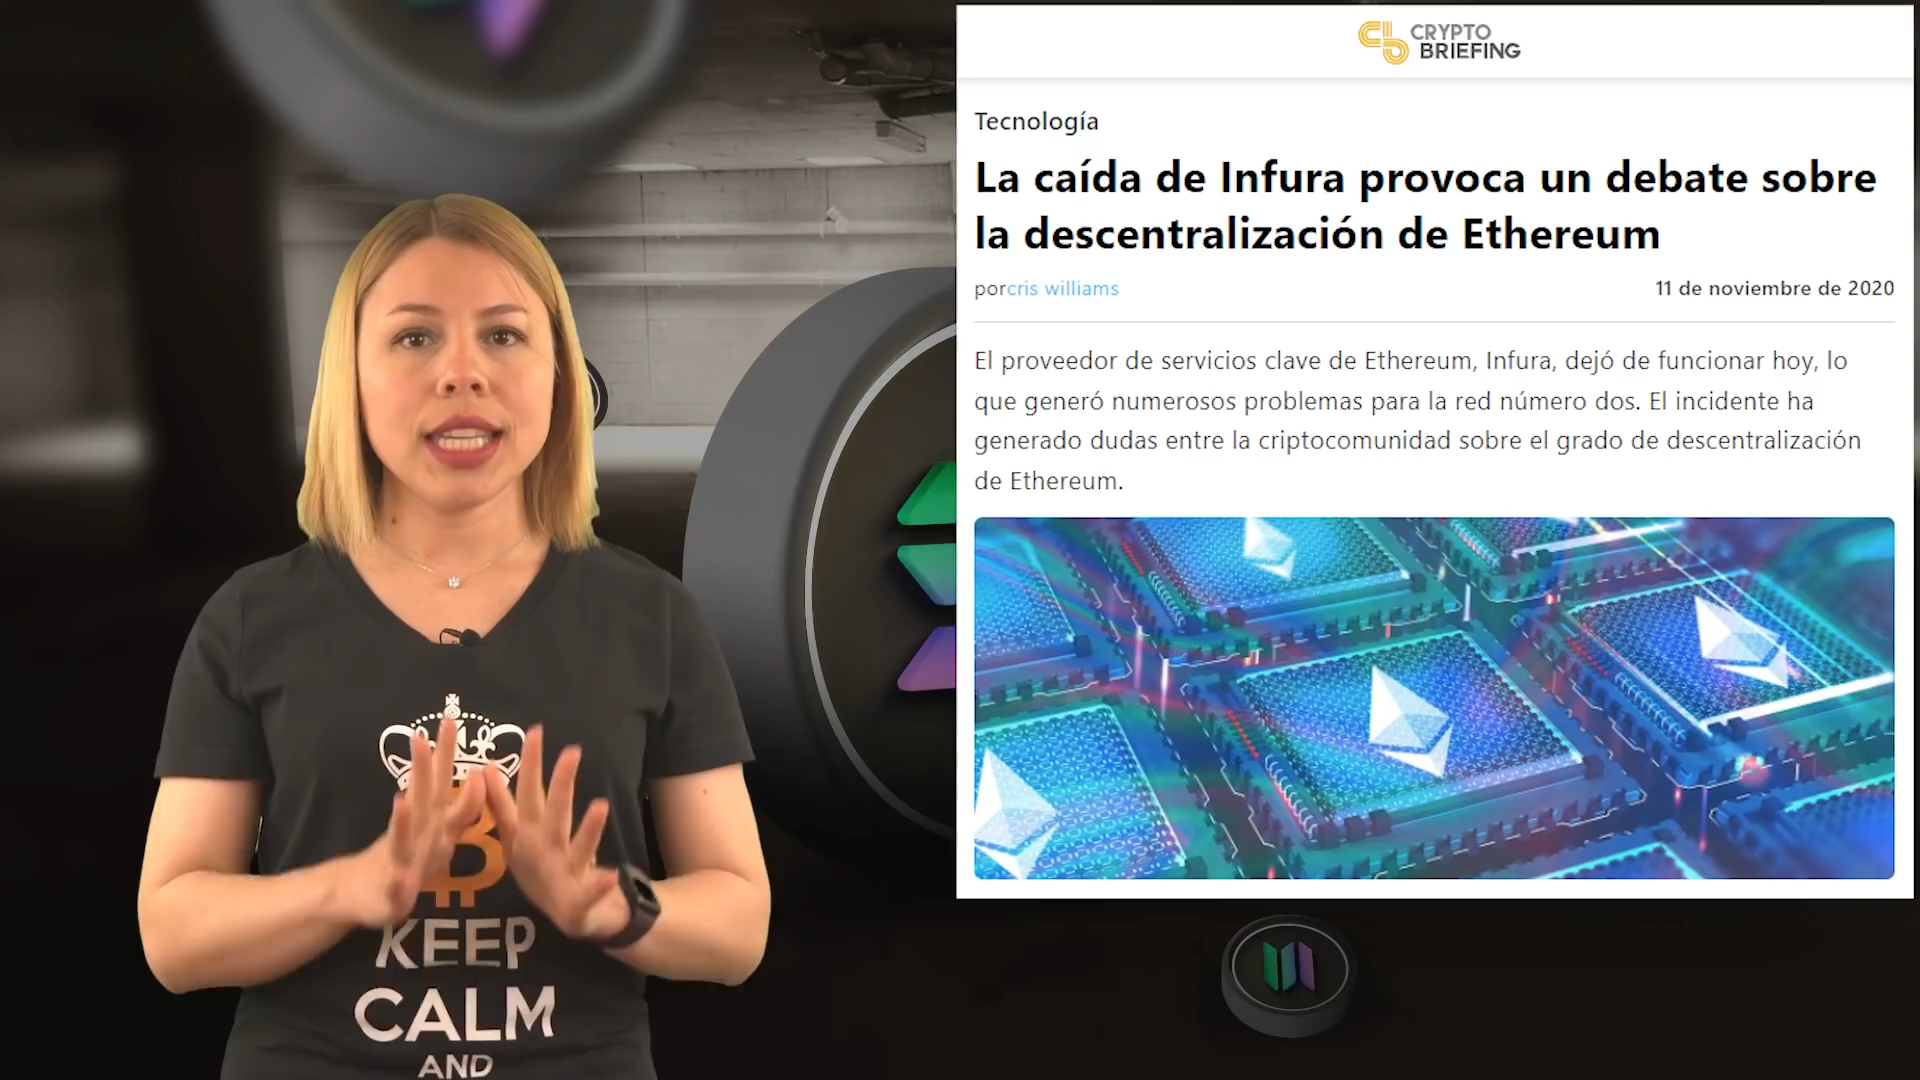 CRYPTO
BRIEFING
Tecnología
La caída de Infura provoca un debate sobre
la descentralización de Ethereum
porcris williams
11 de noviembre de 2020
El proveedor de servicios clave de Ethereum, Infura, dejó de funcionar hoy, lo
que generó numerosos problemas para la red número dos. El incidente ha
generado dudas entre la criptocomunidad sobre el grado de descentralización
de Ethereum.
KEEP
CALM
AND